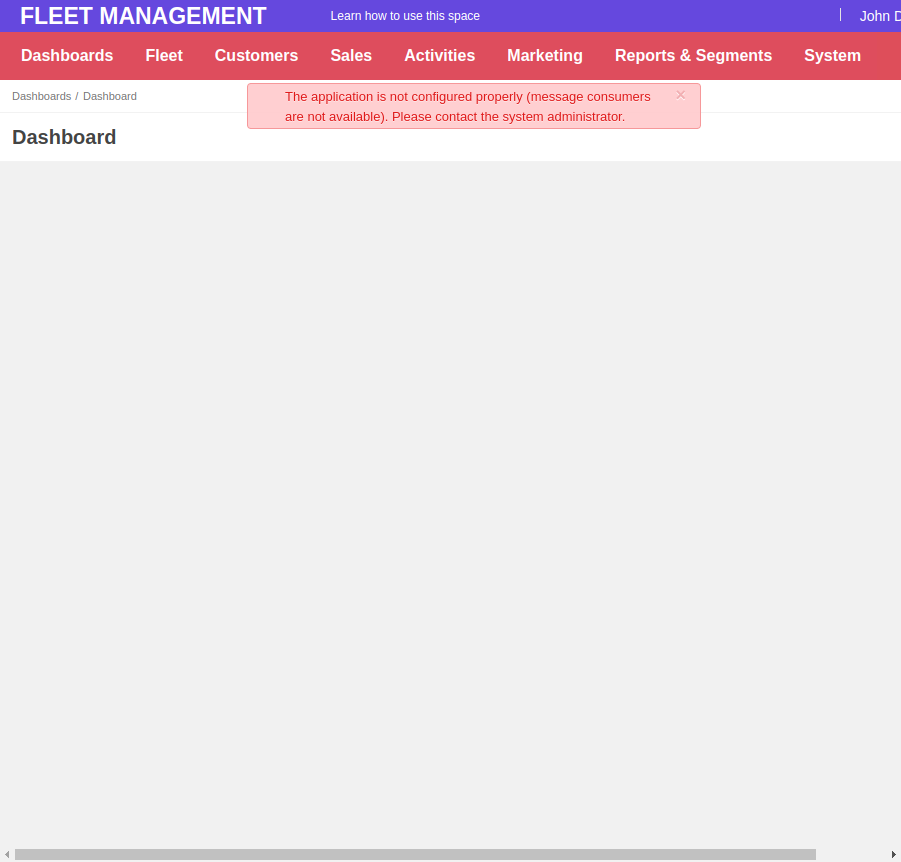 FLEET MANAGEMENT
Learn how to use this space
John D
Dashboards Fleet Customers Sales Activities Marketing Reports & Segments System
Dashboards / Dashboard
The application is not configured properly (message consumers
are not available). Please contact the system administrator.
×
Dashboard